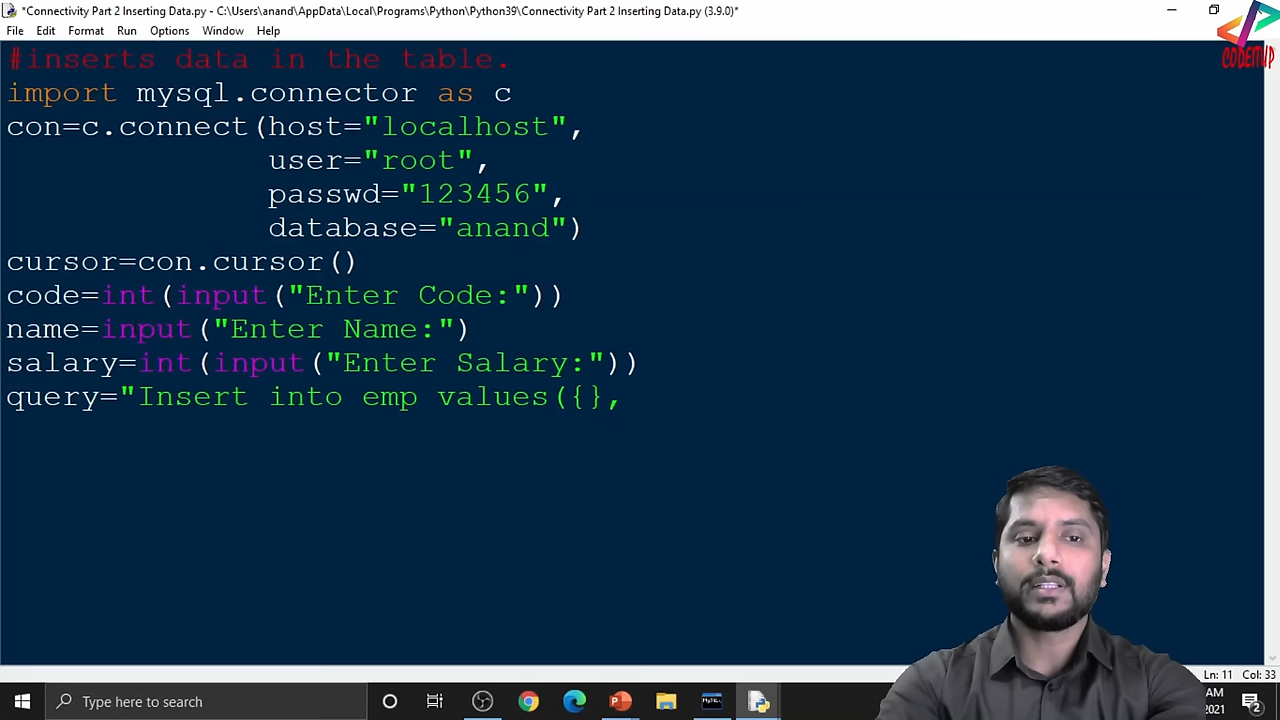 *Connectivity Part 2 Inserting Data.py - C:\Users\anand\AppData\Local\Programs\Python\Python39\Connectivity Part 2 Inserting Data.py (3.9.0)*
File Edit Format Run Options Window Help
CODEMUP
#inserts data in the table.
import mysql.connector as c
con=c.connect(host="localhost",
user="root",
passwd="123456",
database="anand")
cursor=con.cursor()
code=int(input("Enter Code:"))
name=input("Enter Name:")
salary=int(input("Enter Salary:"))
query="Insert into emp values({},
Ln: 11 Col: 33
Type here to search
AM
2021
2